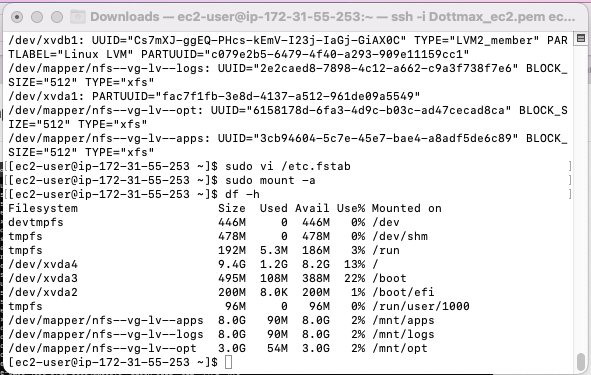 Downloads — ec2-user@ip-172-31-55-253:~ — ssh -i Dottmax_ec2.pem ec...
/dev/xvdb1: UUID="Cs7mXJ-ggEQ-PHcs-kEmV-I23j-IaGj-GiAX0C" TYPE="LVM2_member" PAR
TLABEL="Linux LVM" PARTUUID="c079e2b5-6479-4f40-a293-909e11159cc1"
/dev/mapper/nfs--vg-lv--logs: UUID="2e2caed8-7898-4c12-a662-c9a3f738f7e6" BLOCK_
SIZE="512" TYPE="xfs"
/dev/xvda1: PARTUUID="fac7f1fb-3e8d-4137-a512-961de09a5549"
/dev/mapper/nfs--vg-lv--opt: UUID="6158178d-6fa3-4d9c-b03c-ad47cecad8ca" BLOCK_S
IZE="512" TYPE="xfs"
/dev/mapper/nfs--vg-lv--apps: UUID="3cb94604-5c7e-45e7-bae4-a8adf5de6c89" BLOCK_
SIZE="512" TYPE="xfs"
[[ec2-user@ip-172-31-55-253 ~]$ sudo vi /etc.fstab ]
[[ec2-user@ip-172-31-55-253 ~]$ sudo mount -a ]
[[ec2-user@ip-172-31-55-253 ~]$ df -h ]
Filesystem Size Used Avail Use% Mounted on
devtmpfs 446M 0 446M 0% /dev
tmpfs 478M 0 478M 0% /dev/shm
tmpfs 192M 5.3M 186M 3% /run
/dev/xvda4 9.4G 1.2G 8.2G 13% /
/dev/xvda3 495M 108M 388M 22% /boot
/dev/xvda2 200M 8.0K 200M 1% /boot/efi
tmpfs 96M 0 96M 0% /run/user/1000
/dev/mapper/nfs--vg-lv--apps 8.0G 90M 8.0G 2% /mnt/apps
/dev/mapper/nfs--vg-lv--logs 8.0G 90M 8.0G 2% /mnt/logs
/dev/mapper/nfs--vg-lv--opt 3.0G 54M 3.0G 2% /mnt/opt
[ec2-user@ip-172-31-55-253 ~]$